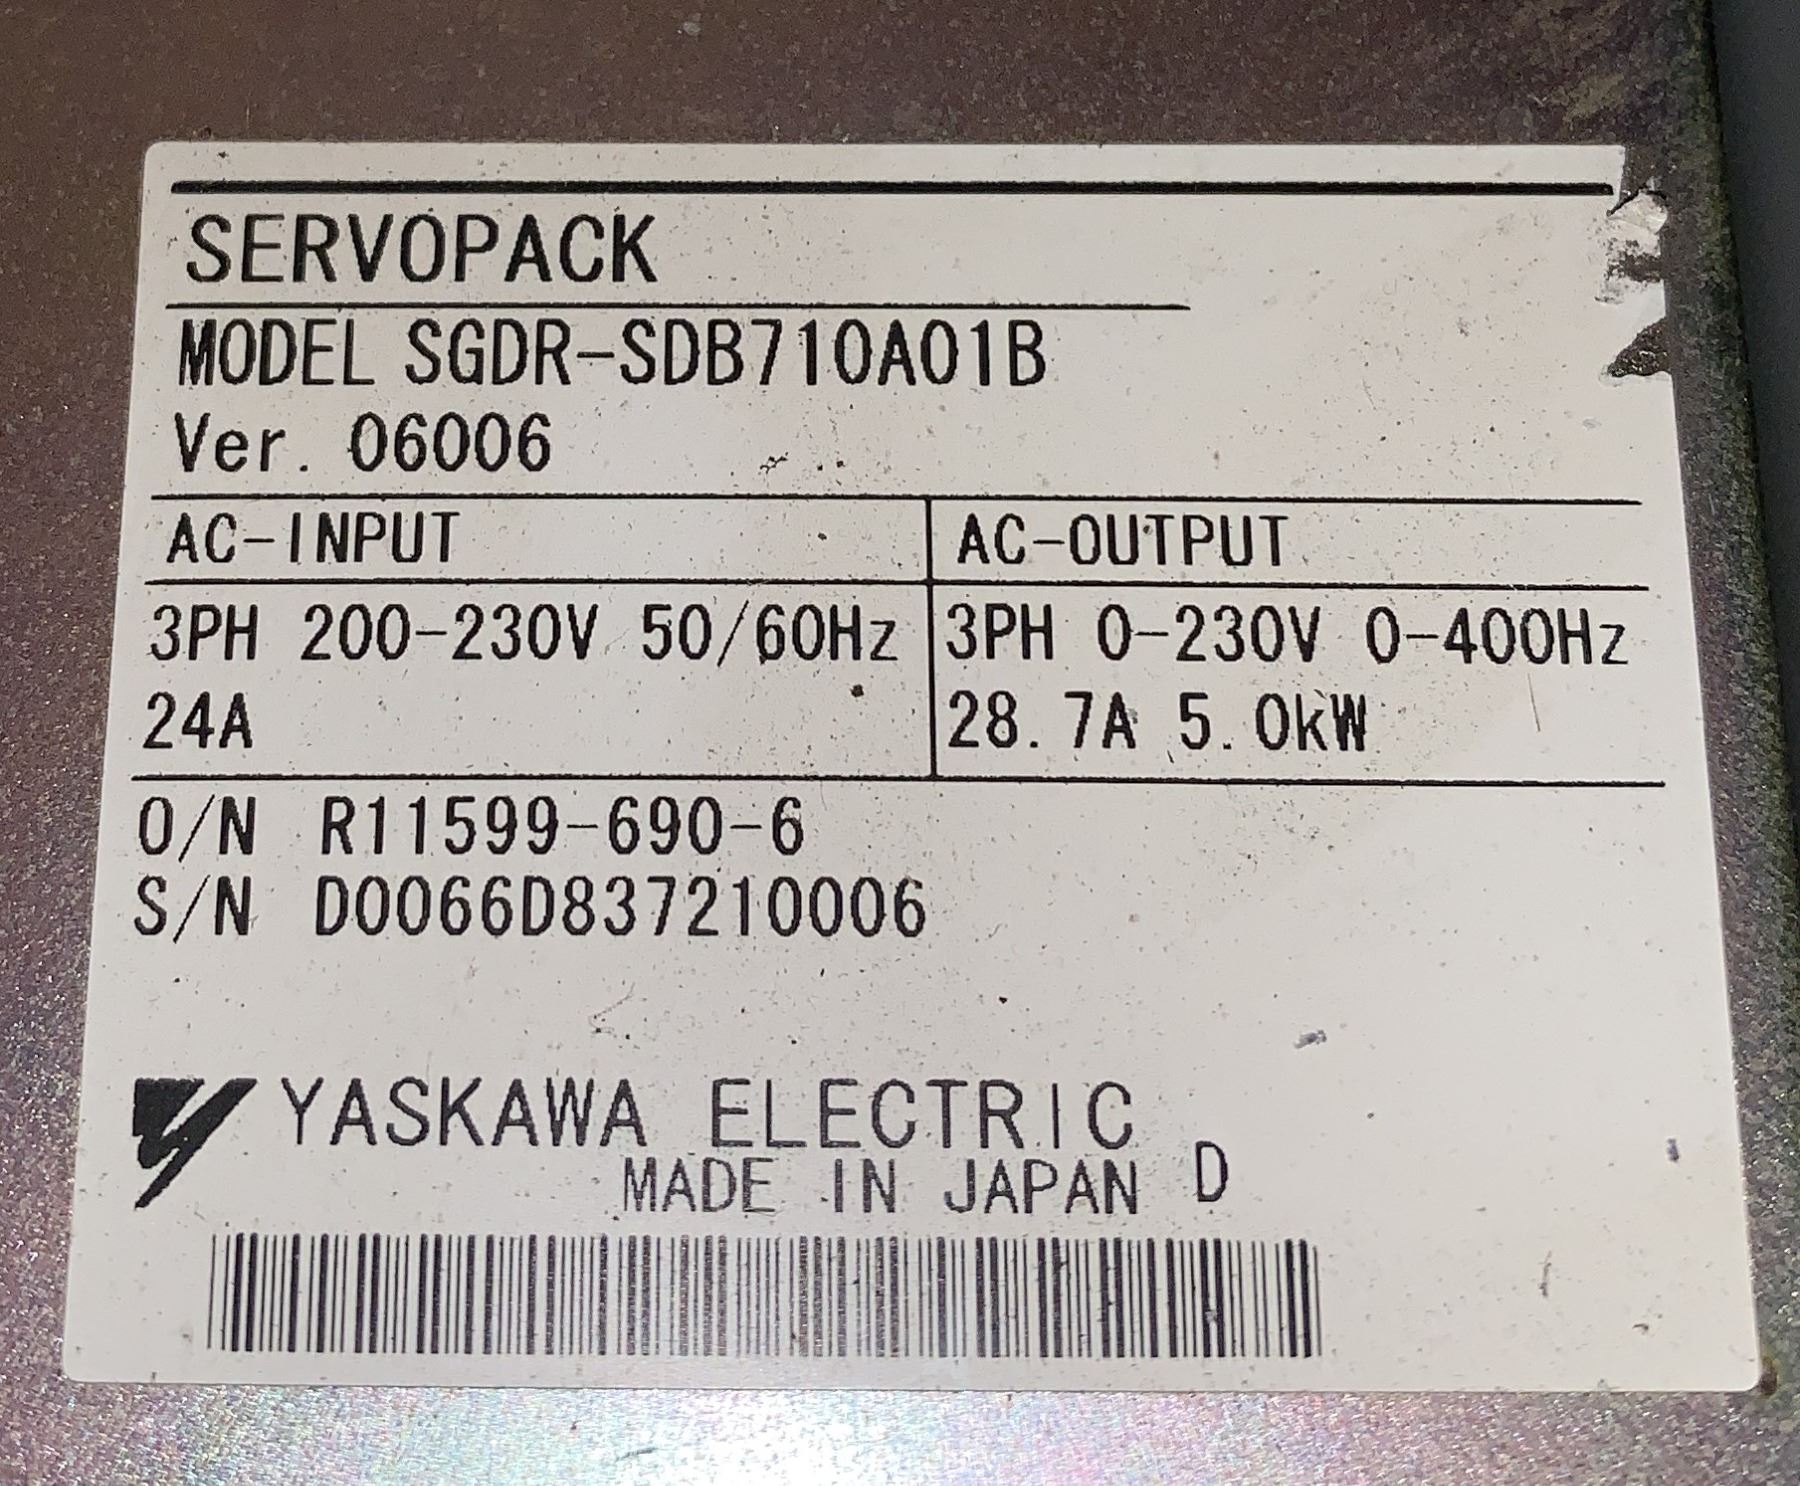 SERVOPACK
MODEL SGDR-SDB710A01B
Ver. 06006
AC-INPUT
AC-OUTPUT
3PH 200-230V 50/60Hz
3PH 0-230V 0-400Hz
24A
28.7A 5.0kW
O/N R11599-690-6
S/N D0066D837210006
YASKAWA ELECTRIC
MADE IN JAPAN D